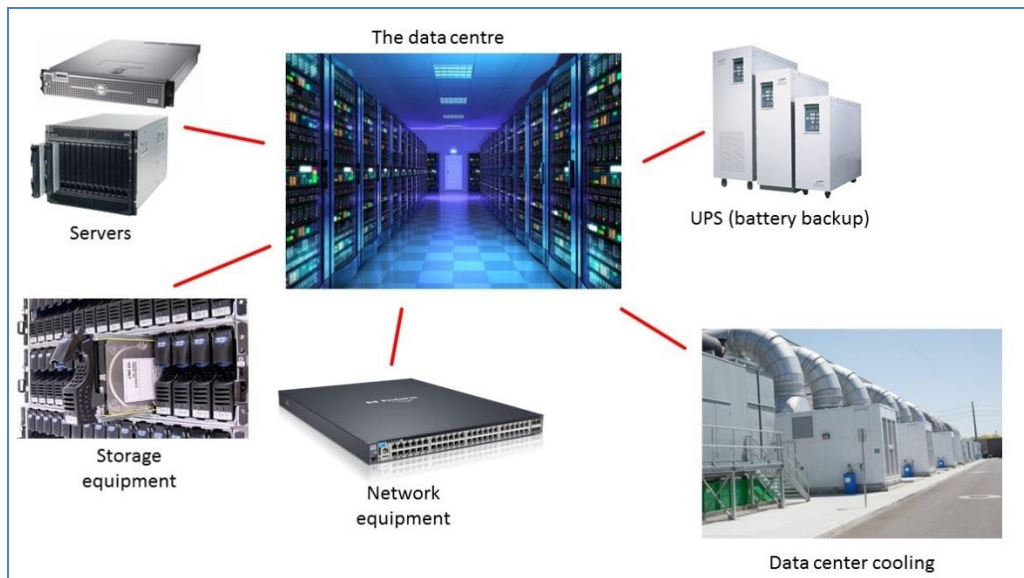 The data centre
Servers
UPS (battery backup)
Storage
equipment
Network
equipment
Data center cooling